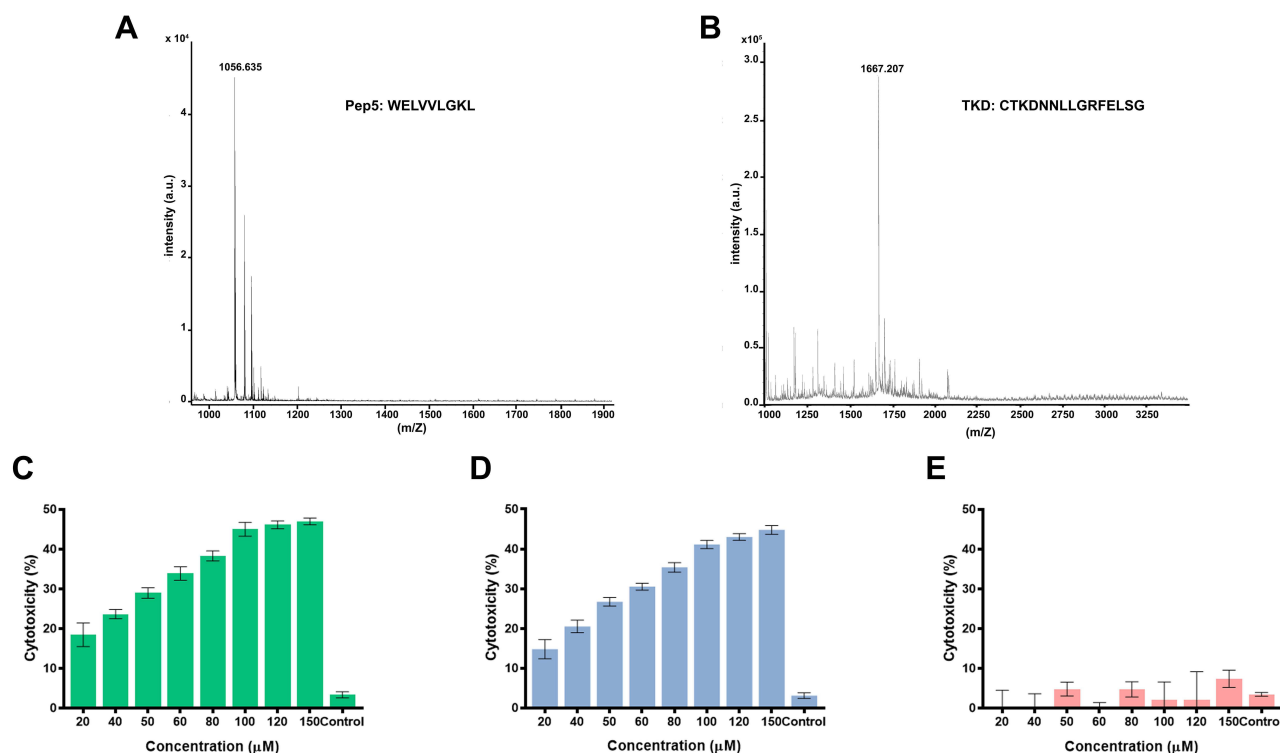 A
x 10⁴
1056.635
Pep5: WELVVLGKL
intensity (a.u.)
4
3
2
1
0
1000 1100 1200 1300 1400 1500 1600 1700 1800 1900
(m/Z)
B
x10⁵
1667.207
TKD: CTKDNNLLGRFELSG
intensity (a.u.)
3.0
2.5
2.0
1.5
1.0
0.5
0.0
1000 1250 1500 1750 2000 2250 2500 2750 3000 3250
(m/Z)
C
Cytotoxicity (%)
50
40
30
20
10
0
20 40 50 60 80 100 120 150 Control
Concentration (µM)
D
Cytotoxicity (%)
50
40
30
20
10
0
20 40 50 60 80 100 120 150 Control
Concentration (µM)
E
Cytotoxicity (%)
50
40
30
20
10
0
20 40 50 60 80 100 120 150 Contro
Concentration (µM)